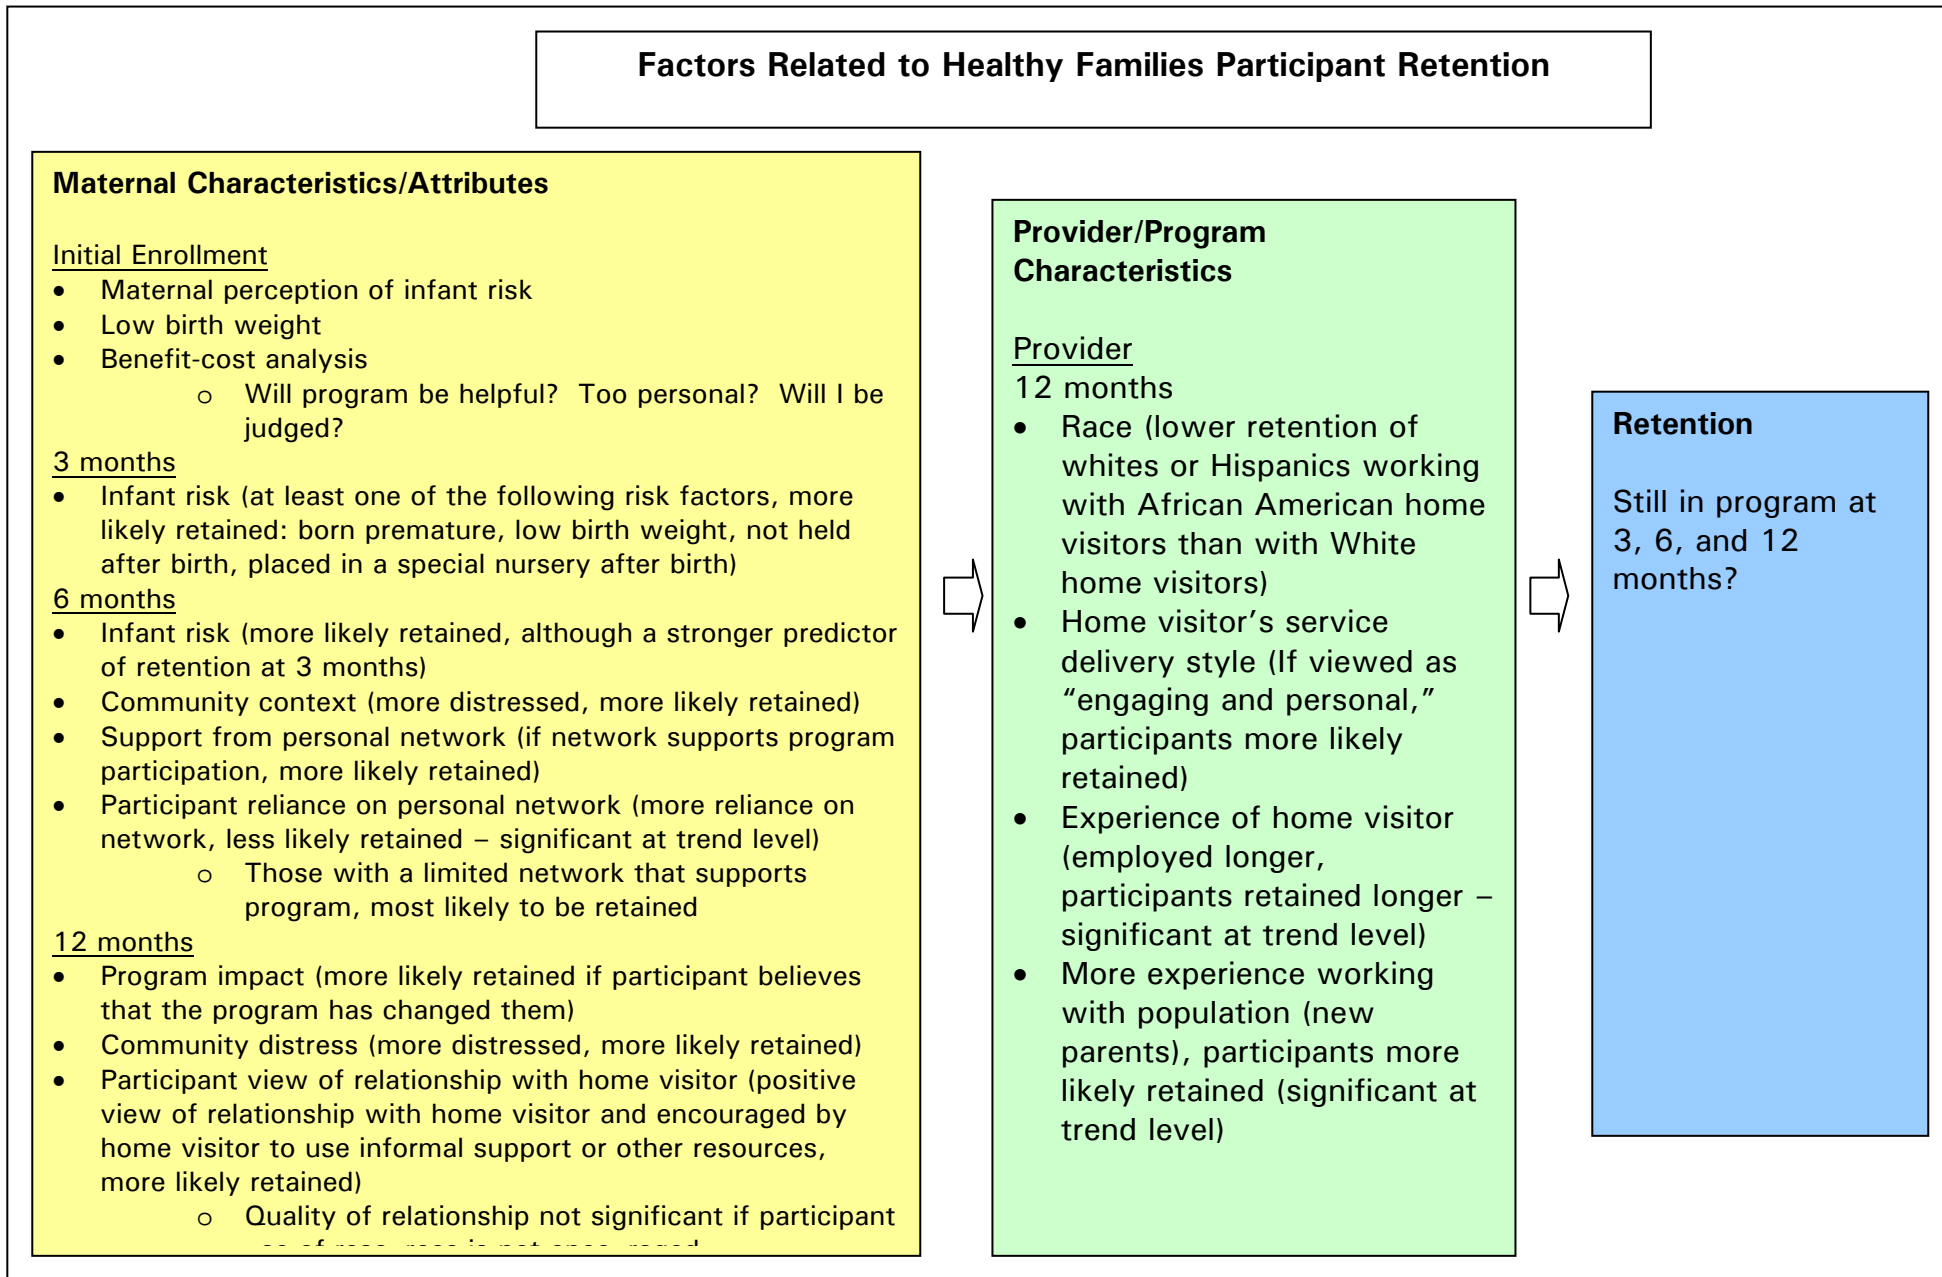 Factors Related to Healthy Families Participant Retention
Maternal Characteristics/Attributes
Initial Enrollment
• Maternal perception of infant risk
• Low birth weight
• Benefit-cost analysis
o Will program be helpful? Too personal? Will I be
judged?
3 months
• Infant risk (at least one of the following risk factors, more
likely retained: born premature, low birth weight, not held
after birth, placed in a special nursery after birth)
6 months
• Infant risk (more likely retained, although a stronger predictor
of retention at 3 months)
• Community context (more distressed, more likely retained)
• Support from personal network (if network supports program
participation, more likely retained)
• Participant reliance on personal network (more reliance on
network, less likely retained – significant at trend level)
o Those with a limited network that supports
program, most likely to be retained
12 months
• Program impact (more likely retained if participant believes
that the program has changed them)
• Community distress (more distressed, more likely retained)
• Participant view of relationship with home visitor (positive
view of relationship with home visitor and encouraged by
home visitor to use informal support or other resources,
more likely retained)
o Quality of relationship not significant if participant
Provider/Program
Characteristics
Provider
12 months
• Race (lower retention of
whites or Hispanics working
with African American home
visitors than with White
home visitors)
• Home visitor’s service
delivery style (If viewed as
“engaging and personal,”
participants more likely
retained)
• Experience of home visitor
(employed longer,
participants retained longer –
significant at trend level)
• More experience working
with population (new
parents), participants more
likely retained (significant at
trend level)
Retention
Still in program at
3, 6, and 12
months?